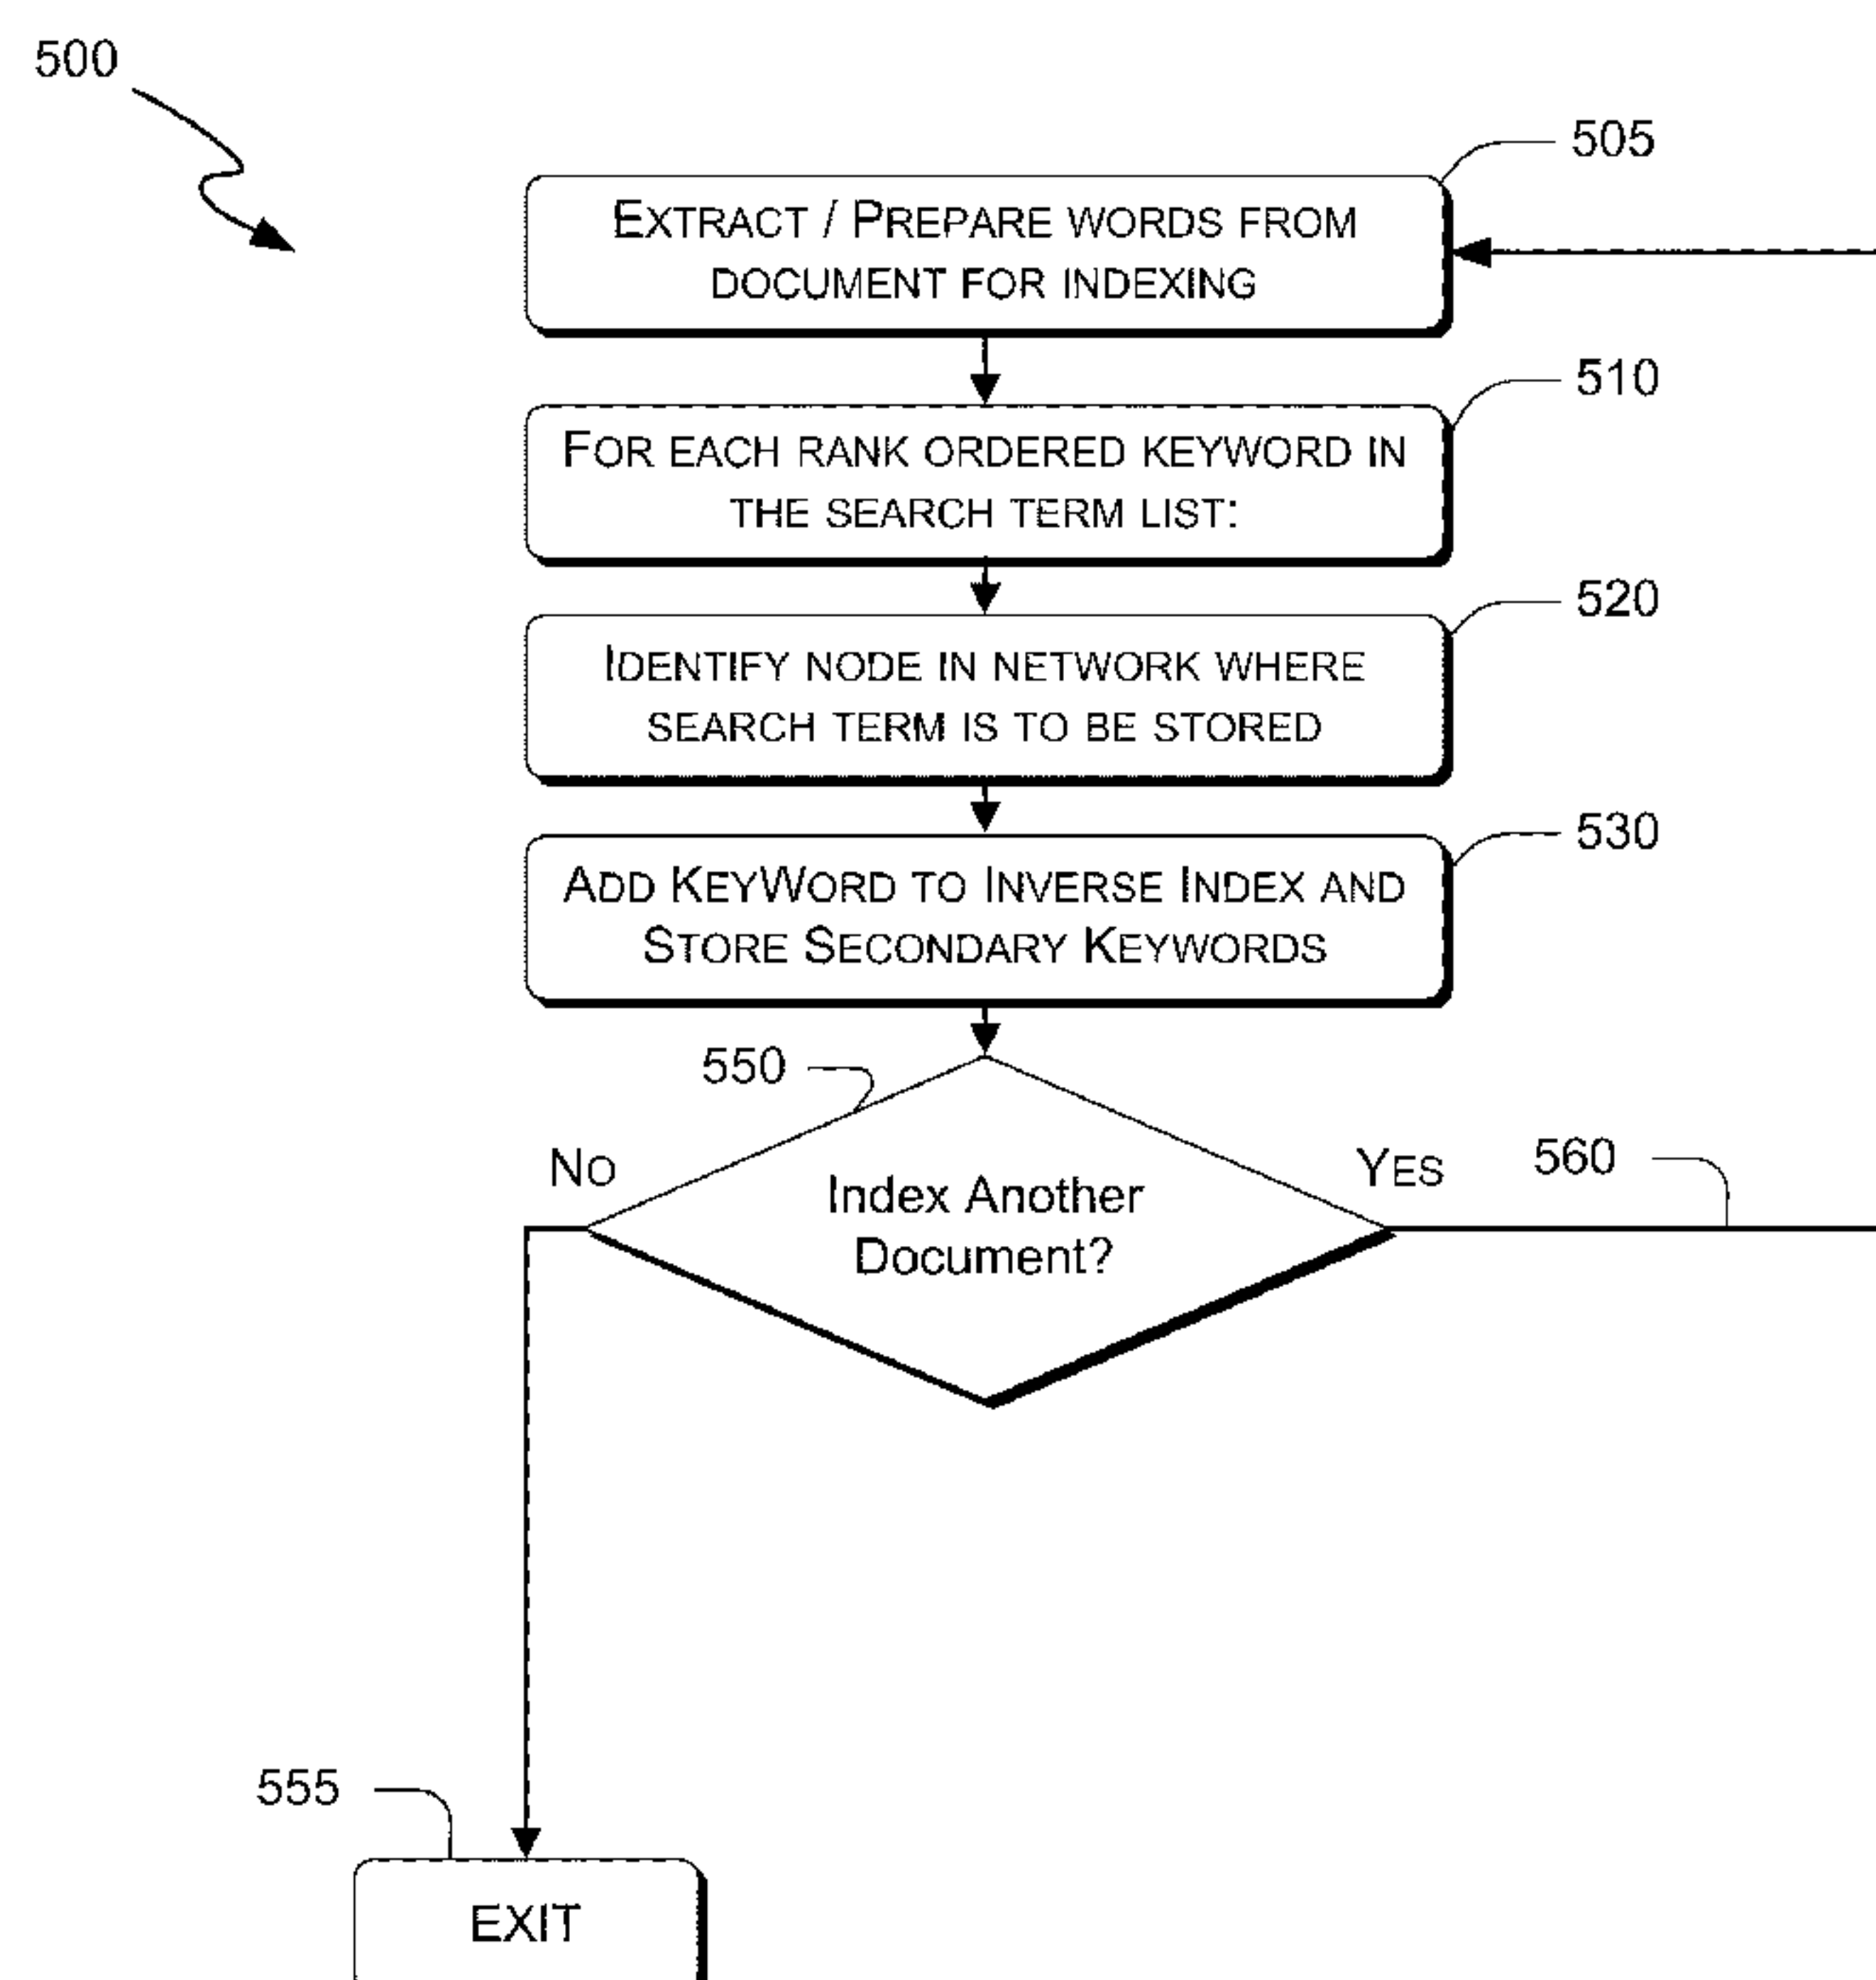 500
505
EXTRACT / PREPARE WORDS FROM
DOCUMENT FOR INDEXING
510
FOR EACH RANK ORDERED KEYWORD IN
THE SEARCH TERM LIST:
520
IDENTIFY NODE IN NETWORK WHERE
SEARCH TERM IS TO BE STORED
530
ADD KEYWORD TO INVERSE INDEX AND
STORE SECONDARY KEYWORDS
550
NO
YES
560
Index Another
Document?
555
EXIT